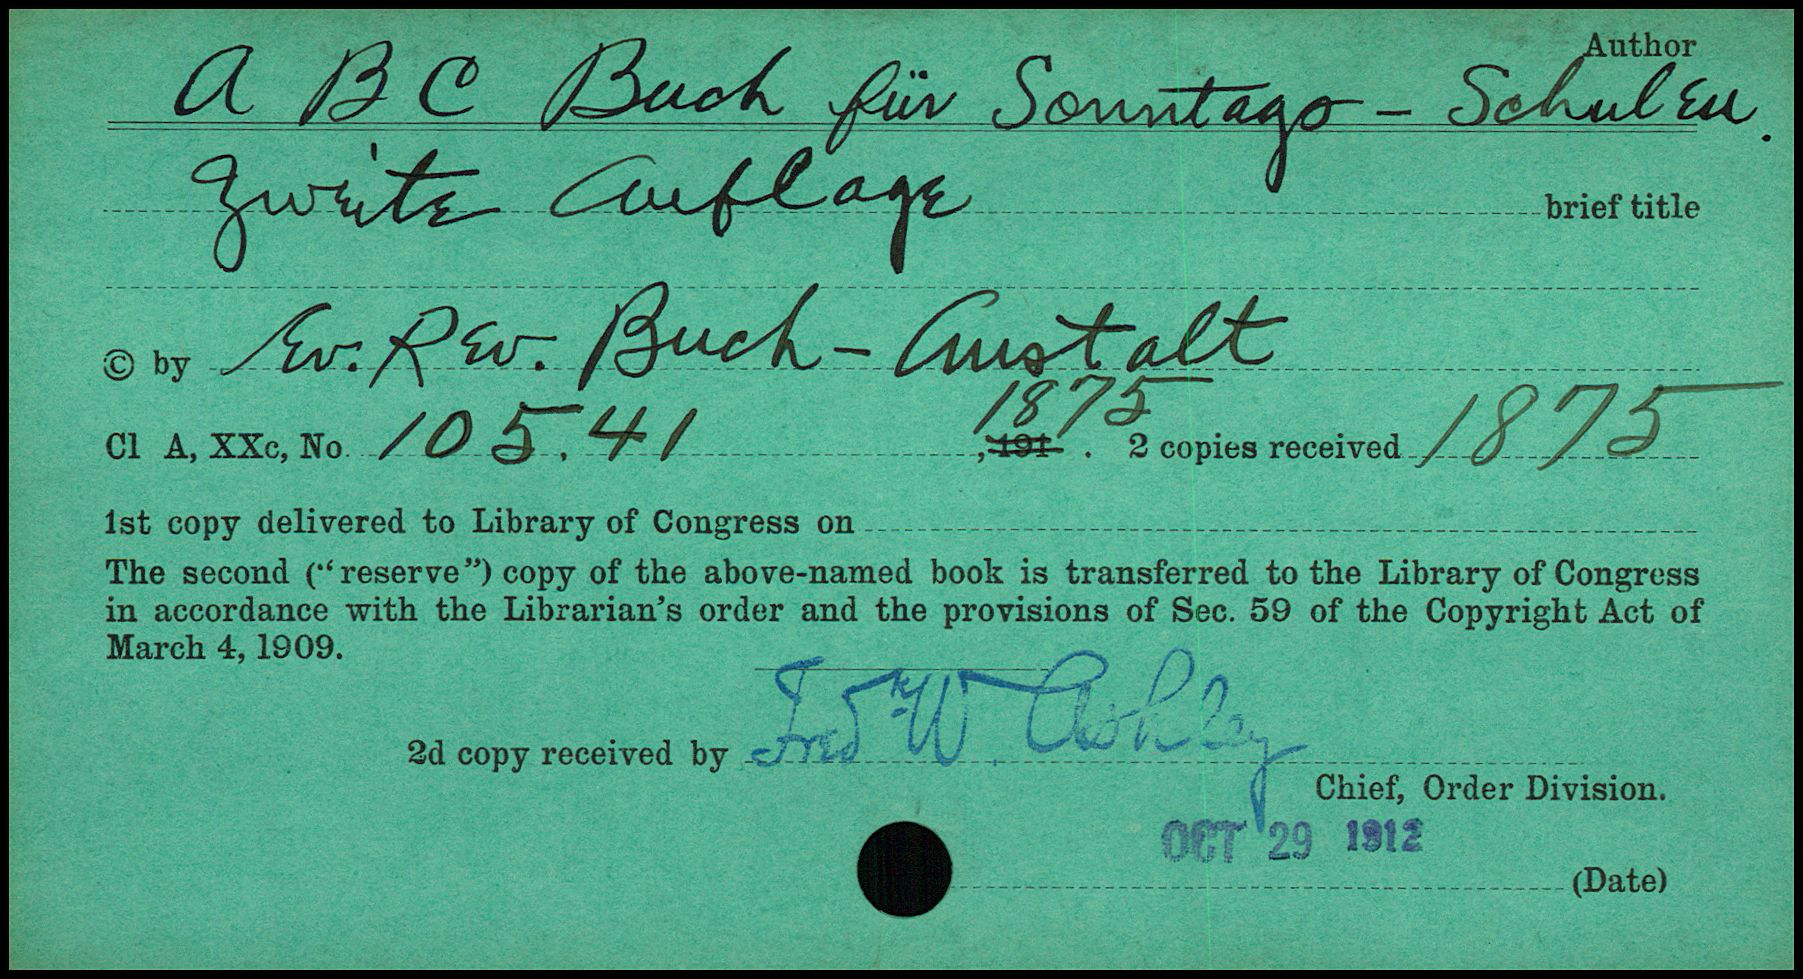 Author
A B C Buch für Sonntags - Schulen.
Zweite Auflage brief title
© by Ev. Rev. Buch - Anstalt
1875
Cl A, XXc, No. 10541 , 191 . 2 copies received 1875
1st copy delivered to Library of Congress on
The second ("reserve") copy of the above-named book is transferred to the Library of Congress
in accordance with the Librarian's order and the provisions of Sec. 59 of the Copyright Act of
March 4, 1909.
2d copy received by Fred'k W. Ashley
Chief, Order Division.
OCT 29 1912
(Date)